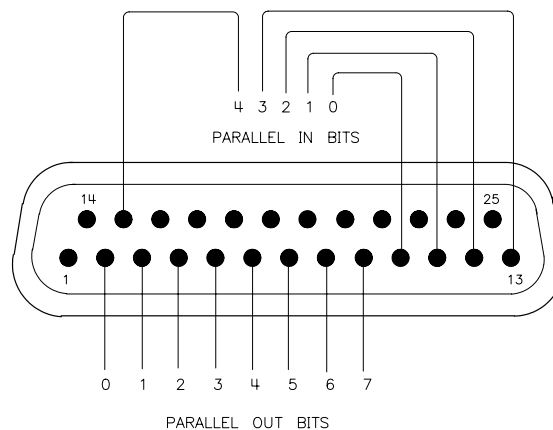 4 3 2 1 0
PARALLEL IN BITS
14 25
1 13
0 1 2 3 4 5 6 7
PARALLEL OUT BITS